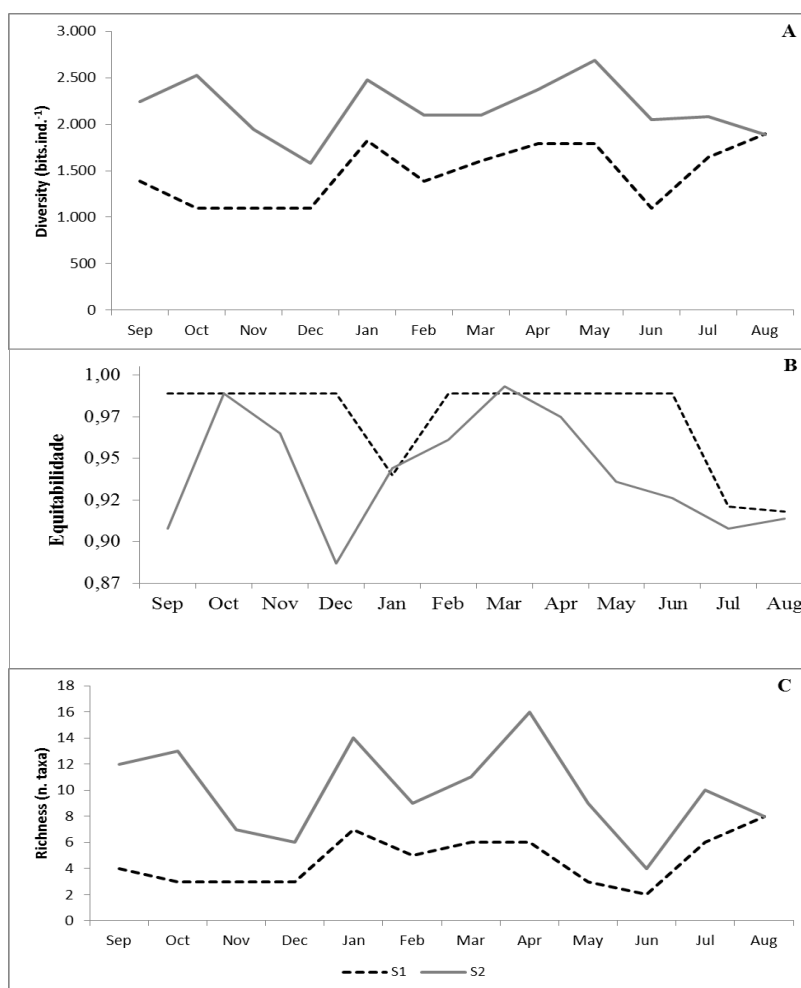 A
Diversity (bits.ind.⁻¹)
3.000
2.500
2.000
1.500
1.000
500
0
Sep Oct Nov Dec Jan Feb Mar Apr May Jun Jul Aug
B
Equitabilidade
1,00
0,97
0,95
0,92
0,90
0,87
Sep Oct Nov Dec Jan Feb Mar Apr May Jun Jul Aug
C
Richness (n. taxa)
18
16
14
12
10
8
6
4
2
0
Sep Oct Nov Dec Jan Feb Mar Apr May Jun Jul Aug
S1 S2